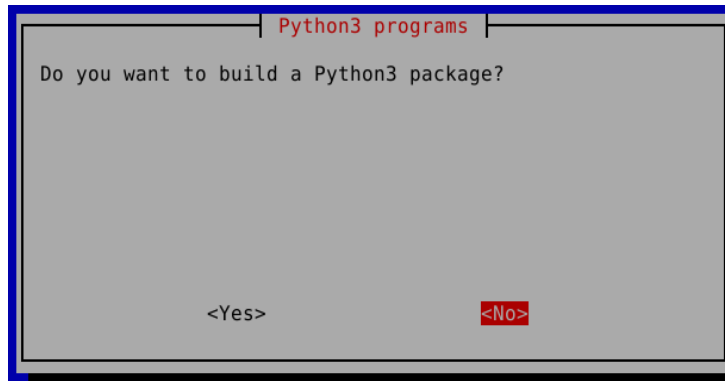 Python3 programs
Do you want to build a Python3 package?
<Yes> <No>